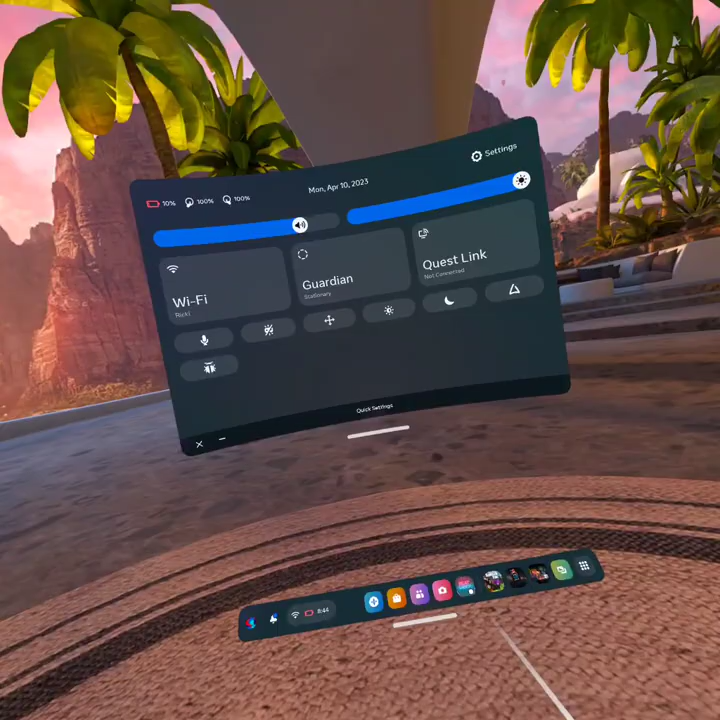 10%
100%
100%
Mon, Apr 10, 2023
Settings
Wi-Fi
Guardian
Stationary
Quest Link
Not Connected
Quick Settings
8:44